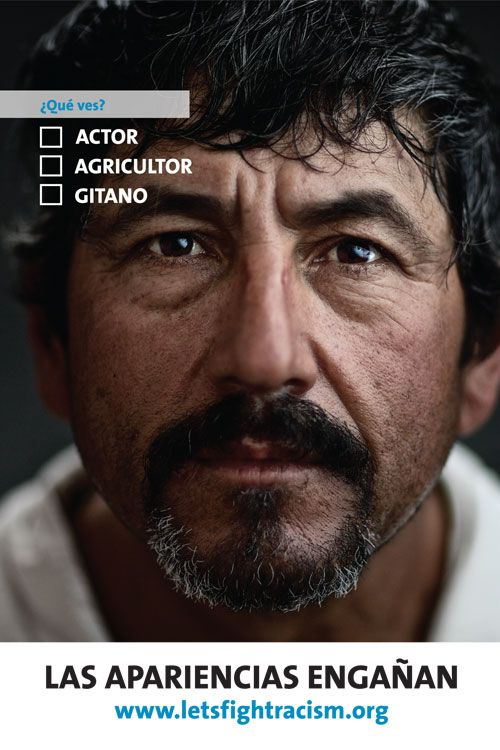 ¿Qué ves?
ACTOR
AGRICULTOR
GITANO
LAS APARIENCIAS ENGAÑAN
www.letsfightracism.org